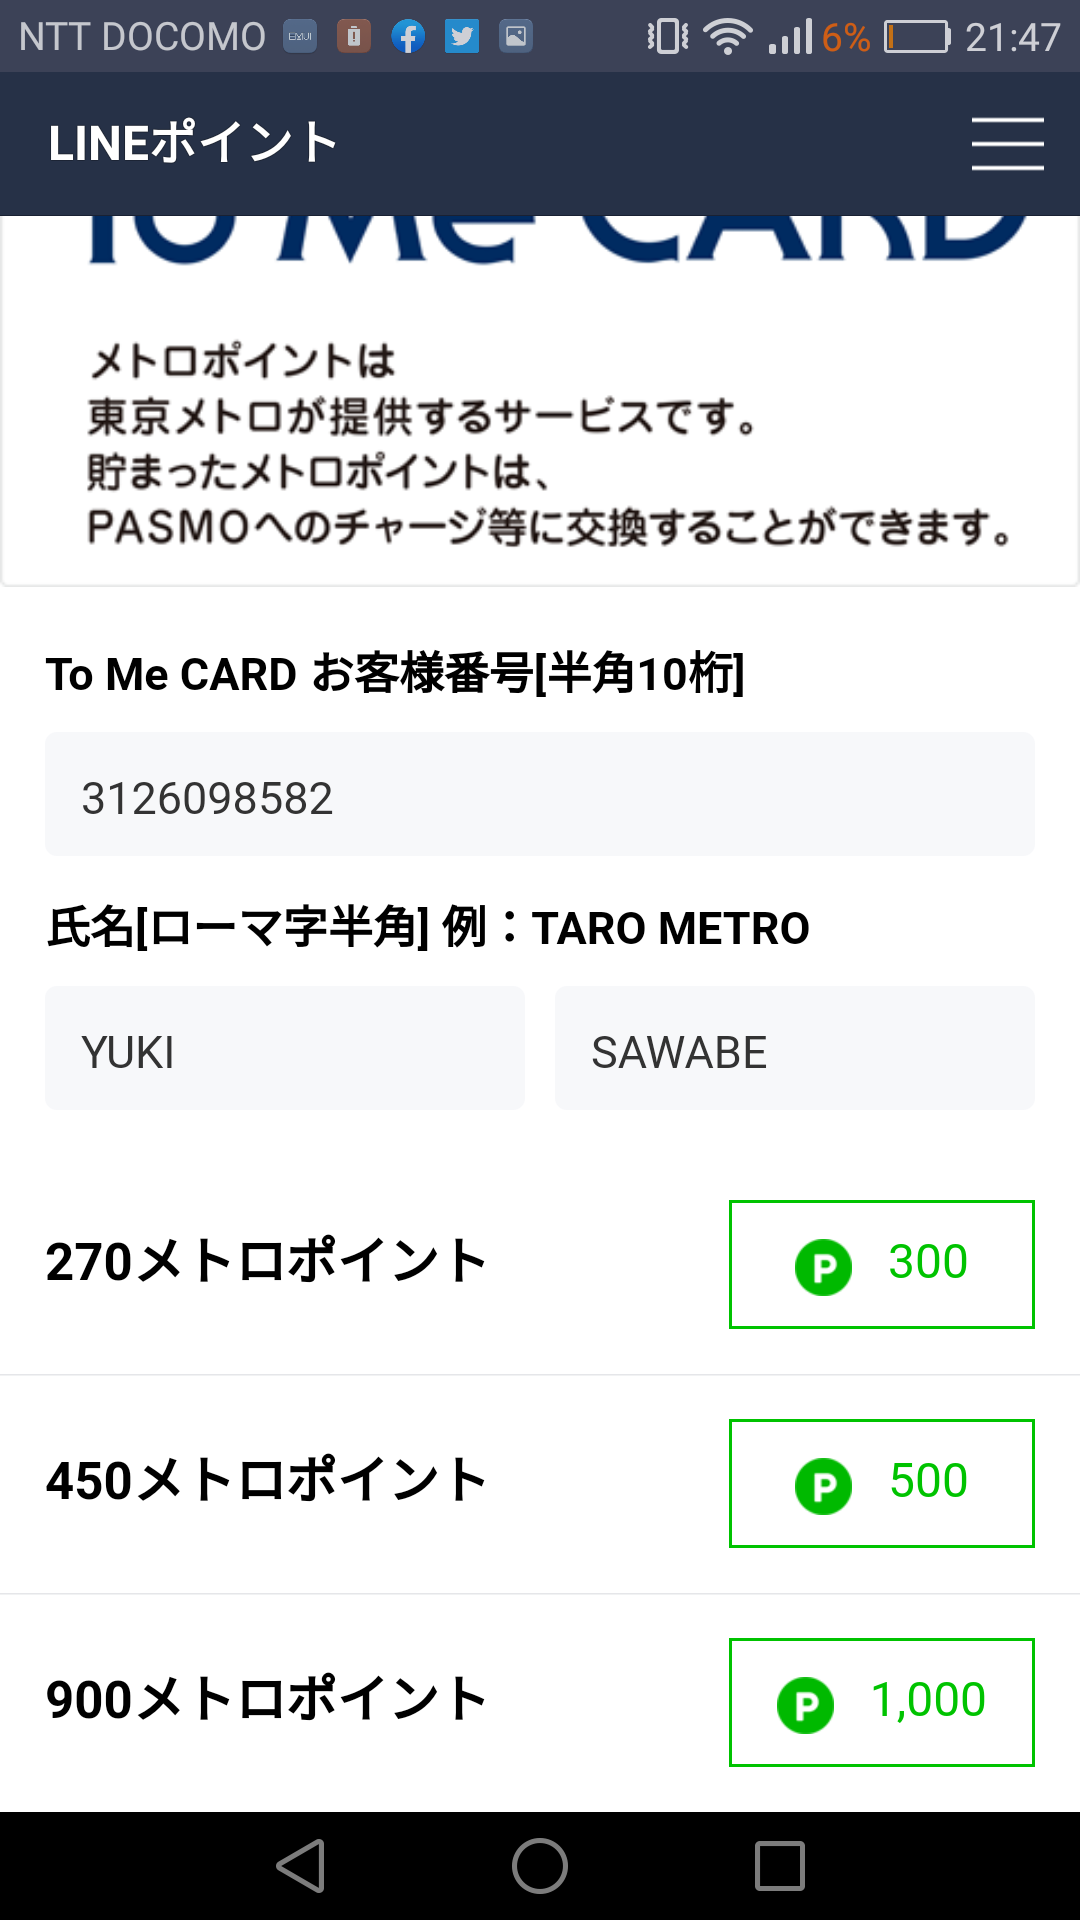 NTT DOCOMO EMUI 6% 21:47
LINEポイント
To Me CARD
メトロポイントは
東京メトロが提供するサービスです。
貯まったメトロポイントは、
PASMOへのチャージ等に交換することができます。
To Me CARD お客様番号[半角10桁]
3126098582
氏名[ローマ字半角] 例：TARO METRO
YUKI SAWABE
270メトロポイント P 300
450メトロポイント P 500
900メトロポイント P 1,000